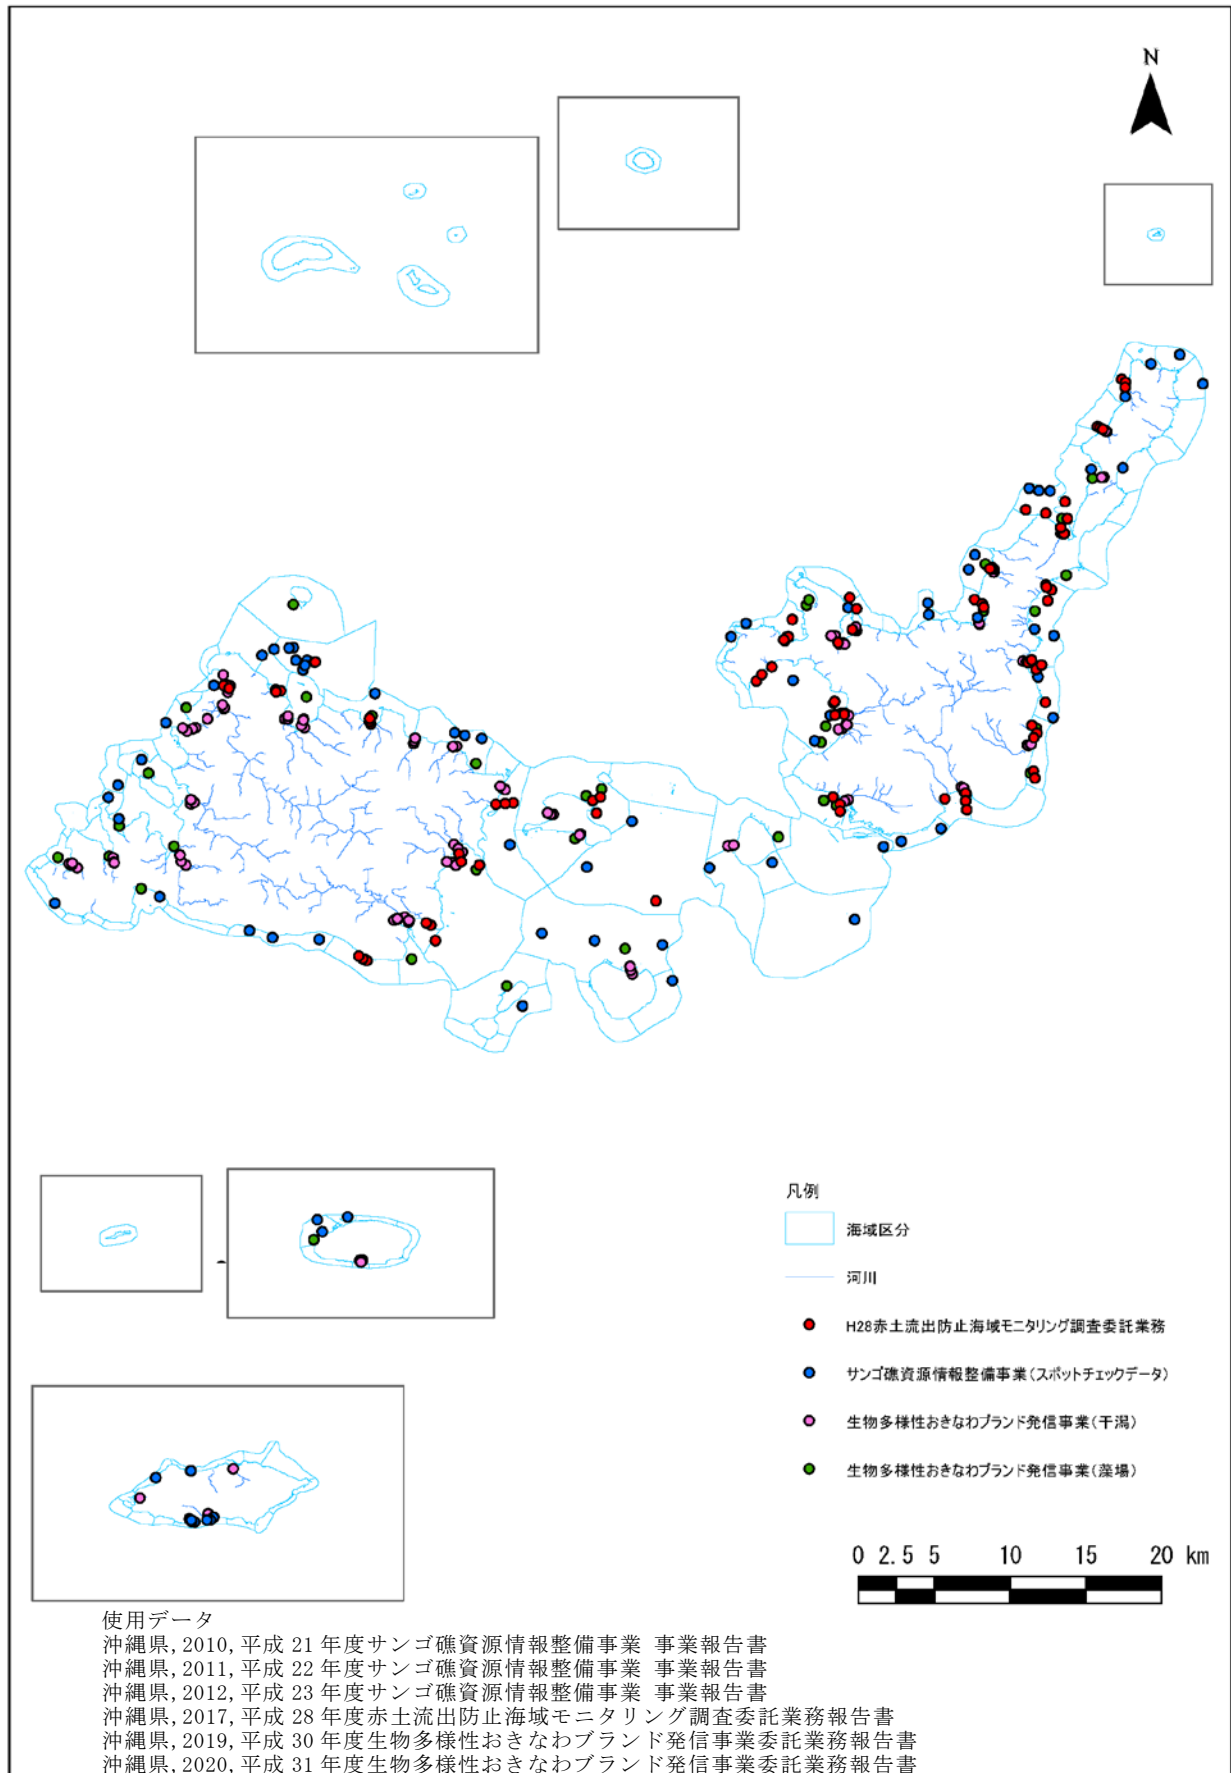 N
凡例
海域区分
河川
H28赤土流出防止海域モニタリング調査委託業務
サンゴ礁資源情報整備事業(スポットチェックデータ)
生物多様性おきなわブランド発信事業(干潟)
生物多様性おきなわブランド発信事業(藻場)
0 2.5 5 10 15 20 km
使用データ
沖縄県,2010,平成 21 年度サンゴ礁資源情報整備事業 事業報告書
沖縄県,2011,平成 22 年度サンゴ礁資源情報整備事業 事業報告書
沖縄県,2012,平成 23 年度サンゴ礁資源情報整備事業 事業報告書
沖縄県,2017,平成 28 年度赤土流出防止海域モニタリング調査委託業務報告書
沖縄県,2019,平成 30 年度生物多様性おきなわブランド発信事業委託業務報告書
沖縄県,2020,平成 31 年度生物多様性おきなわブランド発信事業委託業務報告書